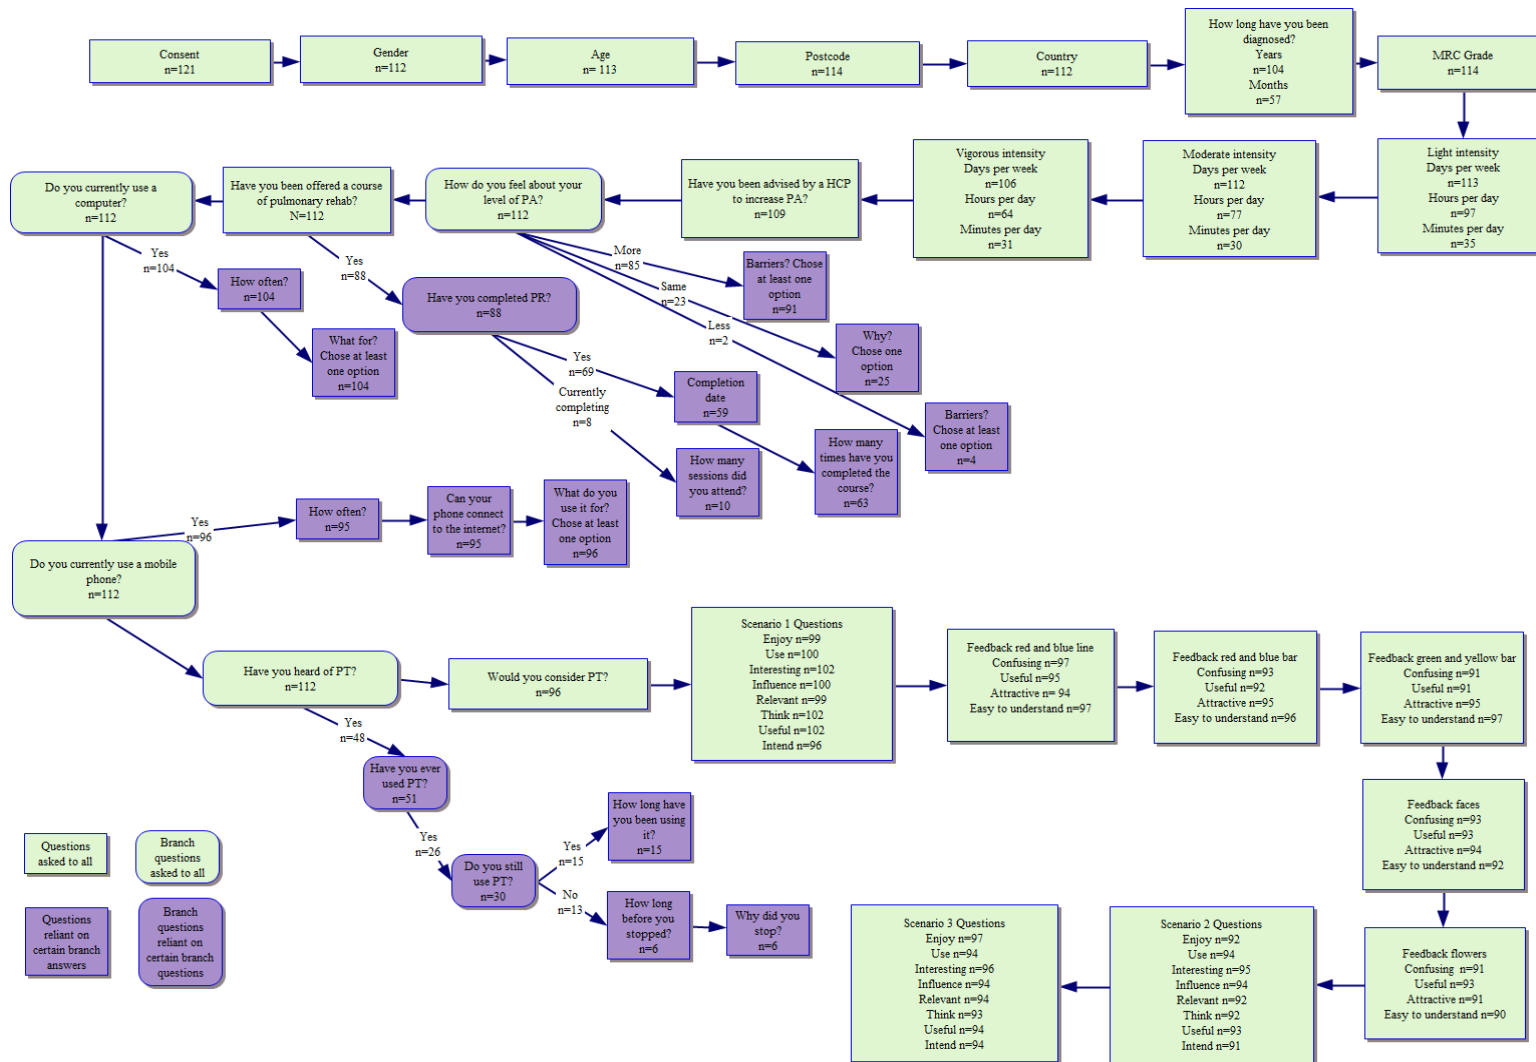 Consent
n=121
Gender
n=112
Age
n= 113
Postcode
n=114
Country
n=112
How long have you been
diagnosed?
Years
n=104
Months
n=57
MRC Grade
n=114
Light intensity
Days per week
n=113
Hours per day
n=97
Minutes per day
n=35
Moderate intensity
Days per week
n=112
Hours per day
n=77
Minutes per day
n=30
Vigorous intensity
Days per week
n=106
Hours per day
n=64
Minutes per day
n=31
Have you been advised by a HCP
to increase PA?
n=109
How do you feel about your
level of PA?
n=112
Have you been offered a course
of pulmonary rehab?
N=112
Do you currently use a
computer?
n=112
Yes
n=104
How often?
n=104
What for?
Chose at least
one option
n=104
Yes
n=88
Have you completed PR?
n=88
Yes
n=69
Completion
date
n=59
How many
times have you
completed the
course?
n=63
Currently
completing
n=8
How many
sessions did
you attend?
n=10
More
n=85
Barriers? Chose
at least one
option
n=91
Same
n=23
Why?
Chose one
option
n=25
Less
n=2
Barriers?
Chose at least
one option
n=4
Do you currently use a mobile
phone?
n=112
Yes
n=96
How often?
n=95
Can your
phone connect
to the internet?
n=95
What do you
use it for?
Chose at least
one option
n=96
Have you heard of PT?
n=112
Yes
n=48
Have you ever
used PT?
n=51
Yes
n=26
Do you still
use PT?
n=30
Yes
n=15
How long have
you been using
it?
n=15
No
n=13
How long
before you
stopped?
n=6
Why did you
stop?
n=6
Would you consider PT?
n=96
Scenario 1 Questions
Enjoy n=99
Use n=100
Interesting n=102
Influence n=100
Relevant n=99
Think n=102
Useful n=102
Intend n=96
Feedback red and blue line
Confusing n=97
Useful n=95
Attractive n= 94
Easy to understand n=97
Feedback red and blue bar
Confusing n=93
Useful n=92
Attractive n=95
Easy to understand n=96
Feedback green and yellow bar
Confusing n=91
Useful n=91
Attractive n=95
Easy to understand n=97
Feedback faces
Confusing n=93
Useful n=93
Attractive n=94
Easy to understand n=92
Feedback flowers
Confusing  n=91
Useful n=93
Attractive n=91
Easy to understand n=90
Scenario 2 Questions
Enjoy n=92
Use n=94
Interesting n=95
Influence n=94
Relevant n=92
Think n=92
Useful n=93
Intend n=91
Scenario 3 Questions
Enjoy n=97
Use n=94
Interesting n=96
Influence n=94
Relevant n=94
Think n=93
Useful n=94
Intend n=94
Questions
asked to all
Branch
questions
asked to all
Questions
reliant on
certain branch
answers
Branch
questions
reliant on
certain branch
questions